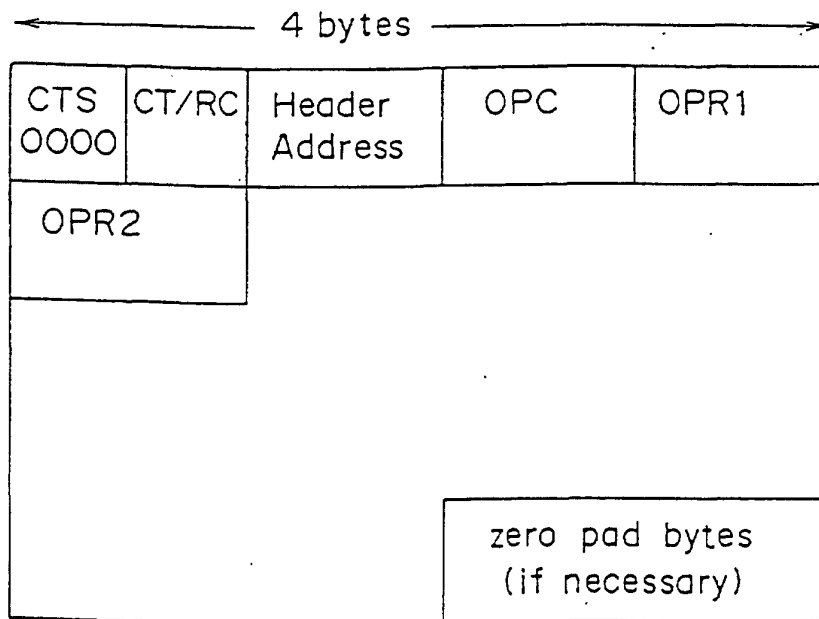 4 bytes
CTS
0000
CT/RC
Header
Address
OPC
OPR1
OPR2
zero pad bytes
(if necessary)